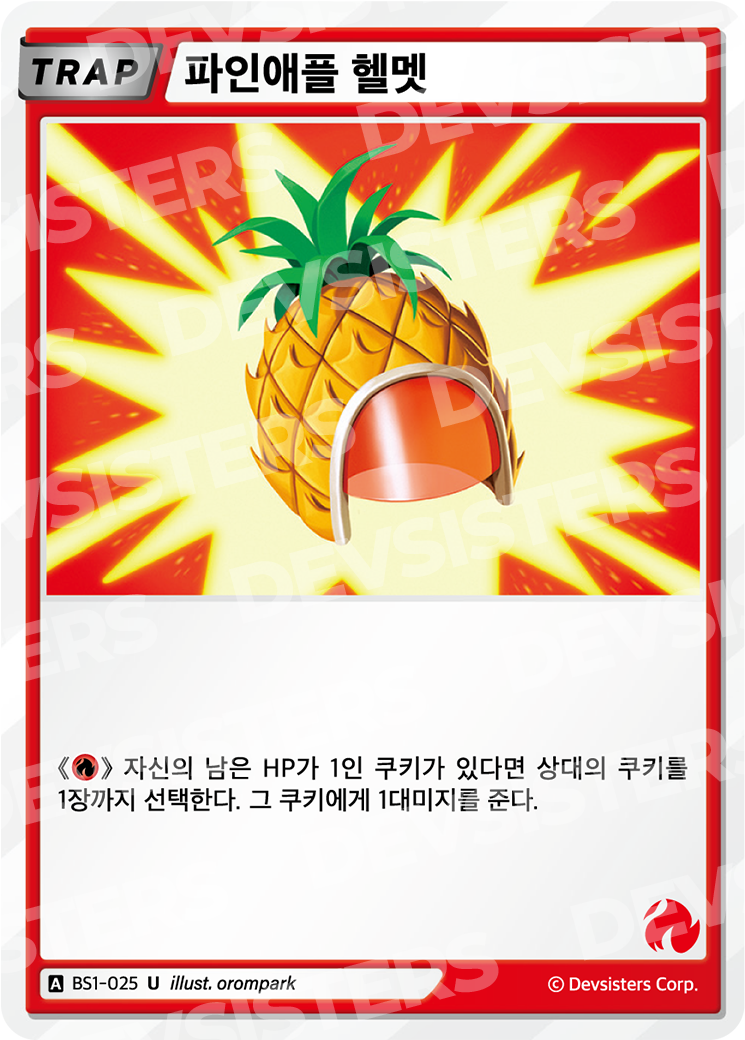 TRAP
파인애플 헬멧
《》 자신의 남은 HP가 1인 쿠키가 있다면 상대의 쿠키를
1장까지 선택한다. 그 쿠키에게 1대미지를 준다.
A BS1-025 U illust. orompark
© Devsisters Corp.
DEVSISTERS